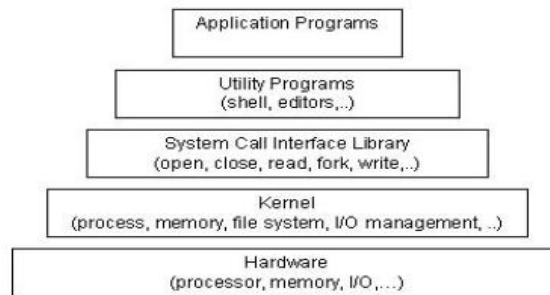 Application Programs
Utility Programs
(shell, editors,..)
System Call Interface Library
(open, close, read, fork, write,..)
Kernel
(process, memory, file system, I/O management, ..)
Hardware
(processor, memory, I/O,...)